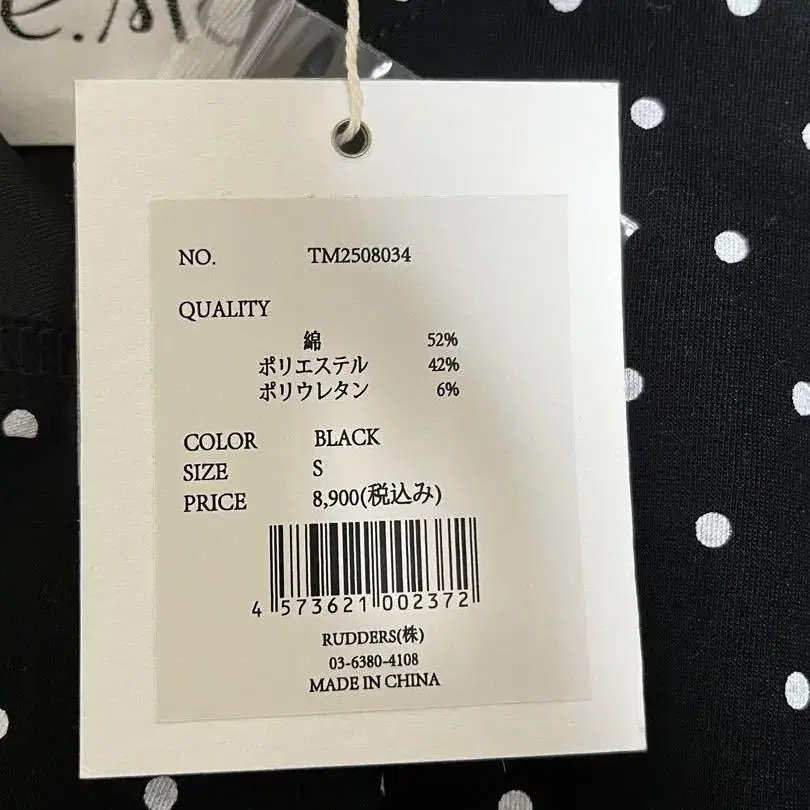 NO. TM2508034
QUALITY
綿 52%
ポリエステル 42%
ポリウレタン 6%
COLOR BLACK
SIZE S
PRICE 8,900(税込み)
4 573621 002372
RUDDERS(株)
03-6380-4108
MADE IN CHINA